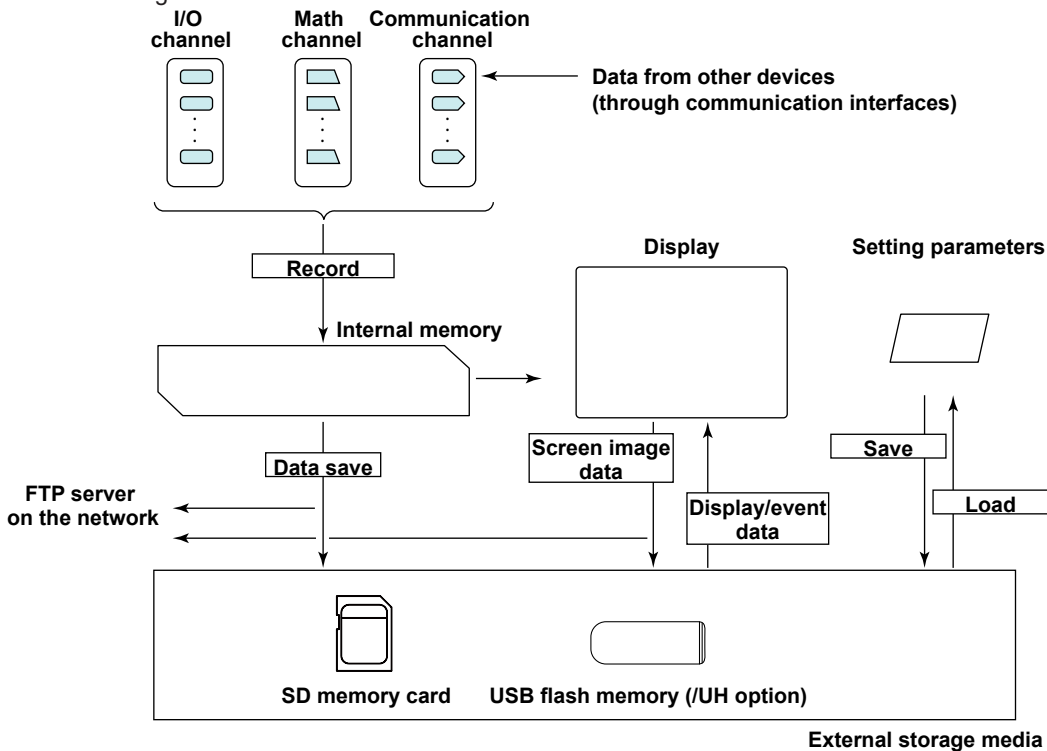 I/O
channel
Math
channel
Communication
channel
Data from other devices
(through communication interfaces)
Record
Internal memory
Display
Setting parameters
Data save
Screen image
data
Save
FTP server
on the network
Display/event
data
Load
SD memory card
USB flash memory (/UH option)
External storage media